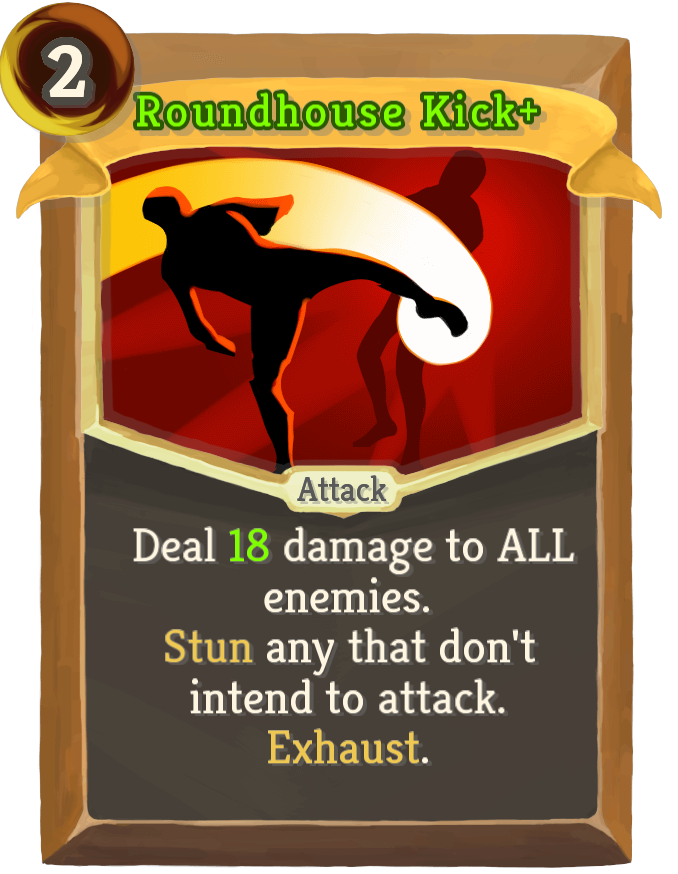 2
Roundhouse Kick+
Attack
Deal 18 damage to ALL
enemies.
Stun any that don't
intend to attack.
Exhaust.